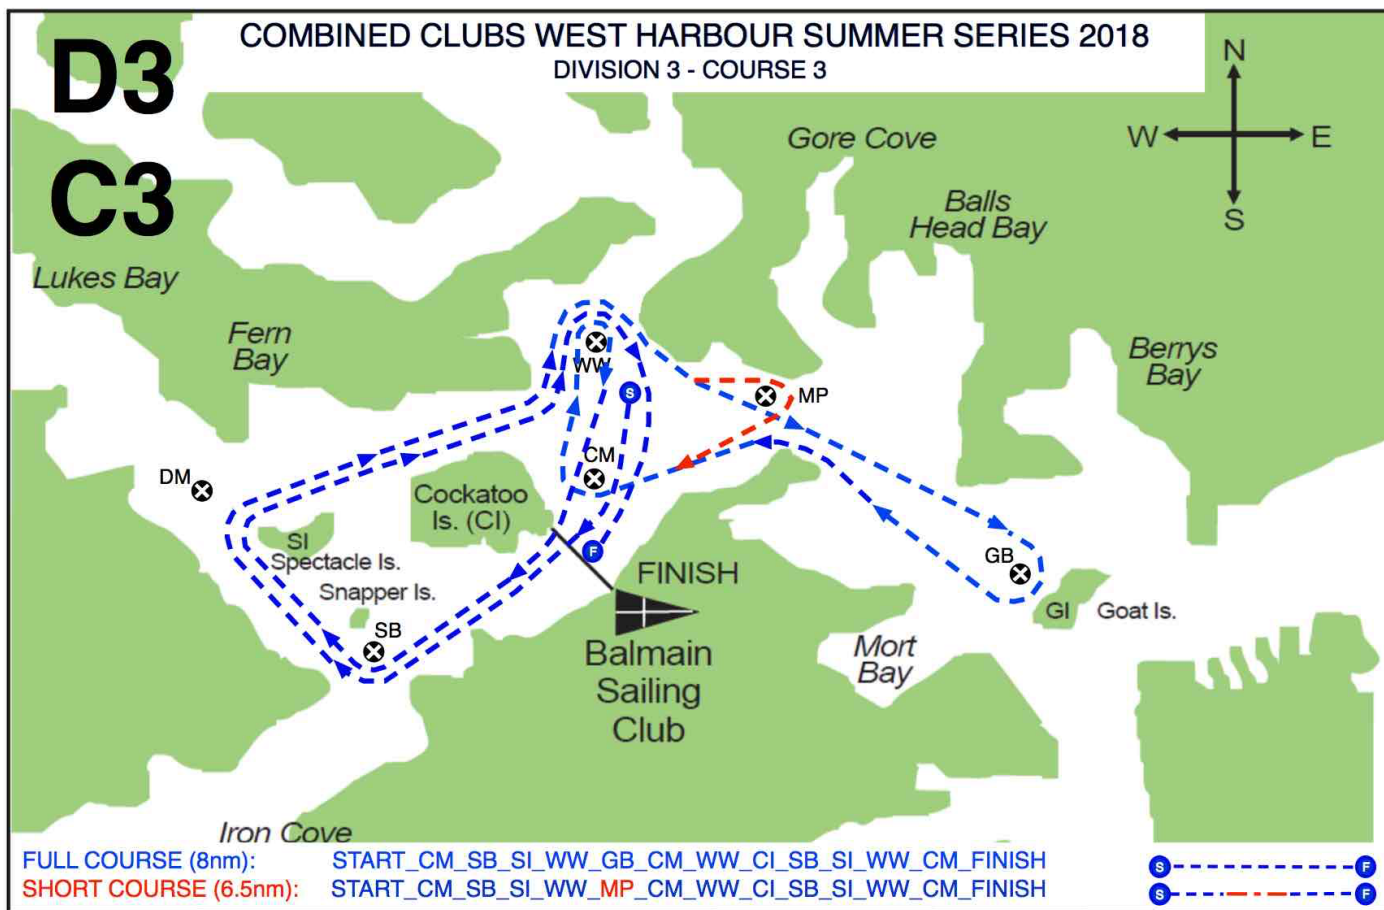 D3
COMBINED CLUBS WEST HARBOUR SUMMER SERIES 2018
DIVISION 3 - COURSE 3
C3
N
W E
S
Gore Cove
Balls
Head Bay
Lukes Bay
Fern
Bay
Berrys
Bay
WW
S
MP
CM
DM
Cockatoo
Is. (CI)
SI
Spectacle Is.
Snapper Is.
SB
F
FINISH
GB
GI Goat Is.
Balmain
Sailing
Club
Mort
Bay
Iron Cove
FULL COURSE (8nm): START_CM_SB_SI_WW_GB_CM_WW_CI_SB_SI_WW_CM_FINISH S F
SHORT COURSE (6.5nm): START_CM_SB_SI_WW_MP_CM_WW_CI_SB_SI_WW_CM_FINISH S F